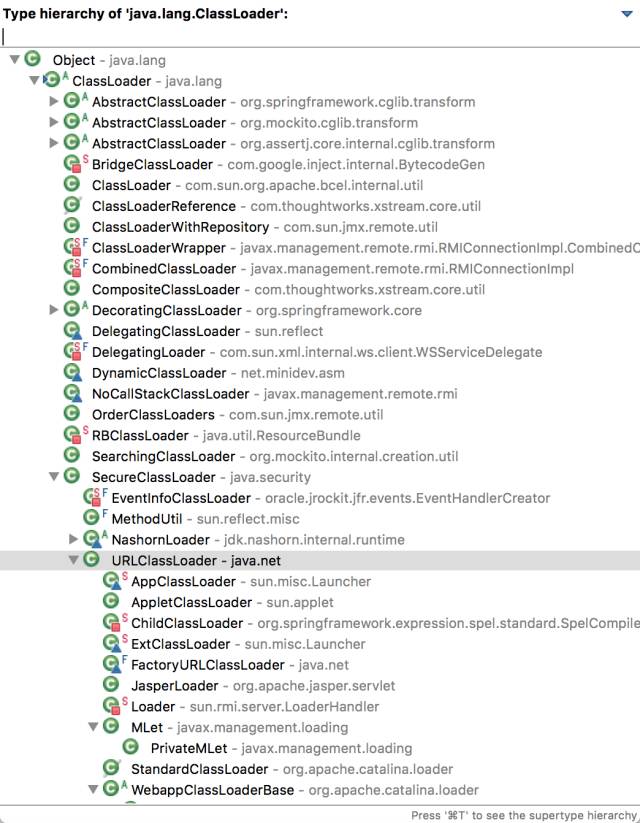 Type hierarchy of 'java.lang.ClassLoader':
Object - java.lang
ClassLoader - java.lang
AbstractClassLoader - org.springframework.cglib.transform
AbstractClassLoader - org.mockito.cglib.transform
AbstractClassLoader - org.assertj.core.internal.cglib.transform
BridgeClassLoader - com.google.inject.internal.BytecodeGen
ClassLoader - com.sun.org.apache.bcel.internal.util
ClassLoaderReference - com.thoughtworks.xstream.core.util
ClassLoaderWithRepository - com.sun.jmx.remote.util
ClassLoaderWrapper - javax.management.remote.rmi.RMIConnectionImpl.CombinedC
CombinedClassLoader - javax.management.remote.rmi.RMIConnectionImpl
CompositeClassLoader - com.thoughtworks.xstream.core.util
DecoratingClassLoader - org.springframework.core
DelegatingClassLoader - sun.reflect
DelegatingLoader - com.sun.xml.internal.ws.client.WSServiceDelegate
DynamicClassLoader - net.minidev.asm
NoCallStackClassLoader - javax.management.remote.rmi
OrderClassLoaders - com.sun.jmx.remote.util
RBClassLoader - java.util.ResourceBundle
SearchingClassLoader - org.mockito.internal.creation.util
SecureClassLoader - java.security
EventInfoClassLoader - oracle.jrockit.jfr.events.EventHandlerCreator
MethodUtil - sun.reflect.misc
NashornLoader - jdk.nashorn.internal.runtime
URLClassLoader - java.net
AppClassLoader - sun.misc.Launcher
AppletClassLoader - sun.applet
ChildClassLoader - org.springframework.expression.spel.standard.SpelCompile
ExtClassLoader - sun.misc.Launcher
FactoryURLClassLoader - java.net
JasperLoader - org.apache.jasper.servlet
Loader - sun.rmi.server.LoaderHandler
MLet - javax.management.loading
PrivateMLet - javax.management.loading
StandardClassLoader - org.apache.catalina.loader
WebappClassLoaderBase - org.apache.catalina.loader
Press '⌘T' to see the supertype hierarchy